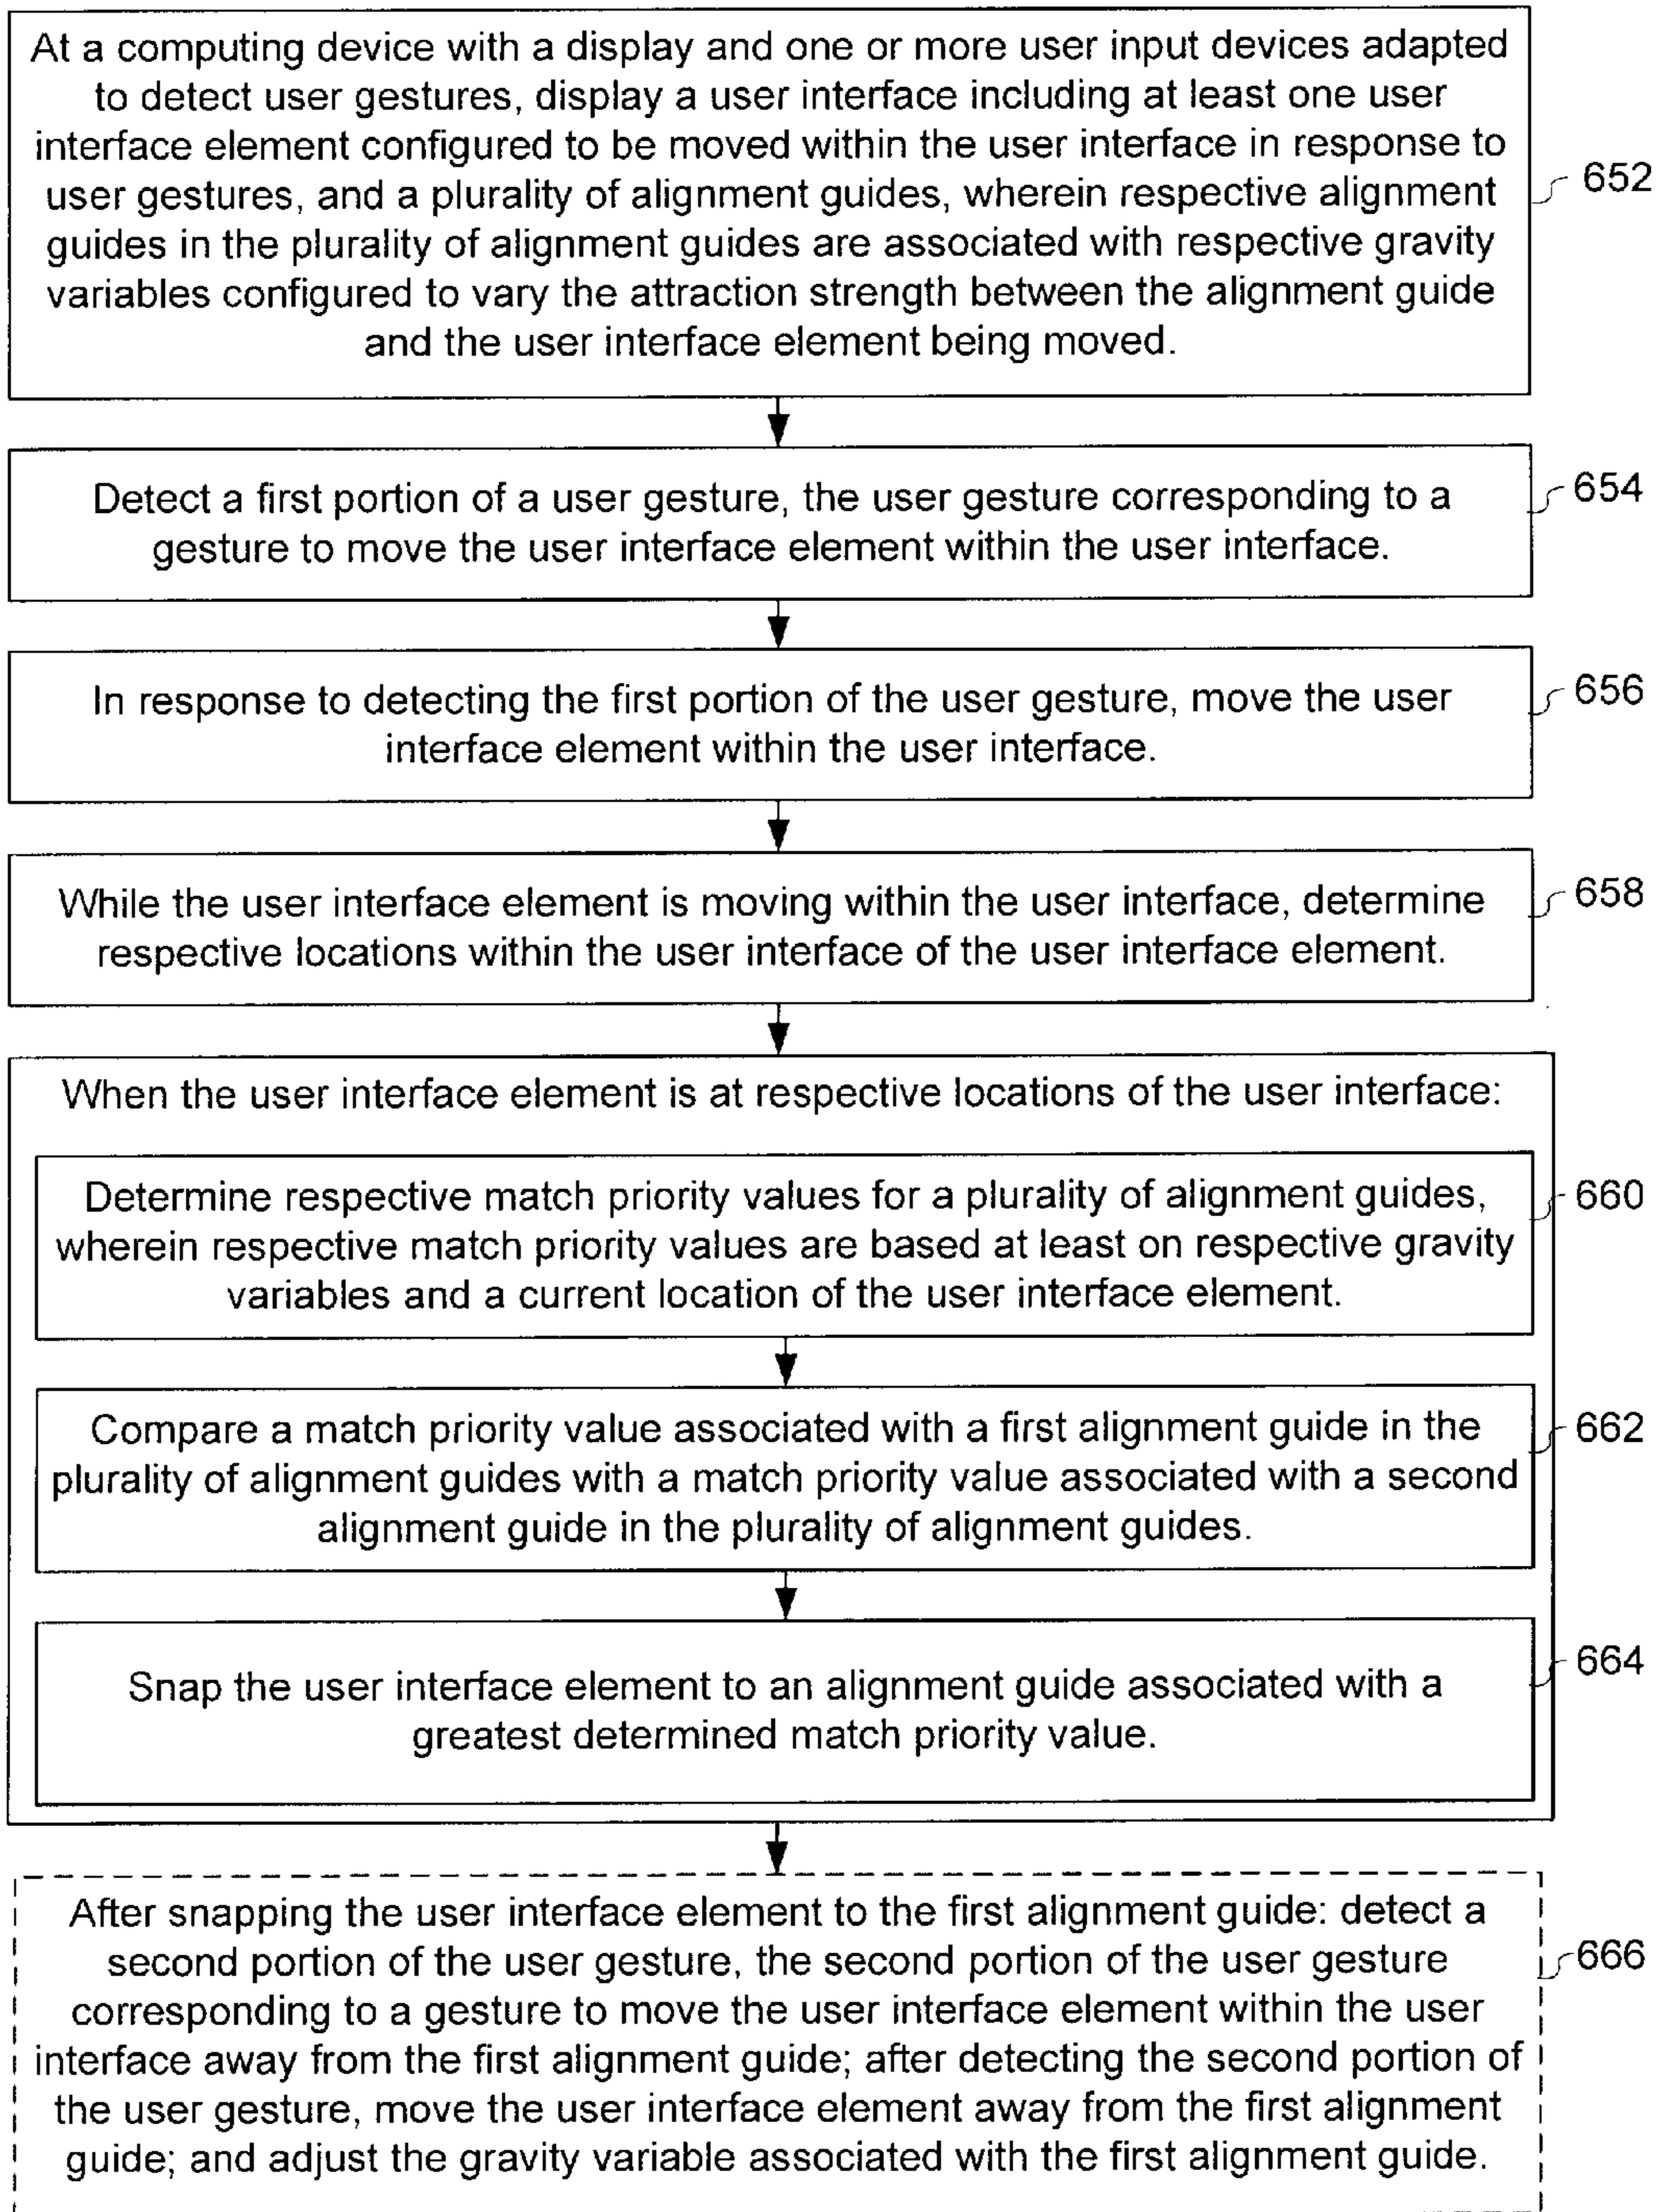 At a computing device with a display and one or more user input devices adapted
to detect user gestures, display a user interface including at least one user
interface element configured to be moved within the user interface in response to
user gestures, and a plurality of alignment guides, wherein respective alignment
guides in the plurality of alignment guides are associated with respective gravity
variables configured to vary the attraction strength between the alignment guide
and the user interface element being moved.
652
Detect a first portion of a user gesture, the user gesture corresponding to a
gesture to move the user interface element within the user interface.
654
In response to detecting the first portion of the user gesture, move the user
interface element within the user interface.
656
While the user interface element is moving within the user interface, determine
respective locations within the user interface of the user interface element.
658
When the user interface element is at respective locations of the user interface:
Determine respective match priority values for a plurality of alignment guides,
wherein respective match priority values are based at least on respective gravity
variables and a current location of the user interface element.
660
Compare a match priority value associated with a first alignment guide in the
plurality of alignment guides with a match priority value associated with a second
alignment guide in the plurality of alignment guides.
662
Snap the user interface element to an alignment guide associated with a
greatest determined match priority value.
664
After snapping the user interface element to the first alignment guide: detect a
second portion of the user gesture, the second portion of the user gesture
corresponding to a gesture to move the user interface element within the user
interface away from the first alignment guide; after detecting the second portion of
the user gesture, move the user interface element away from the first alignment
guide; and adjust the gravity variable associated with the first alignment guide.
666